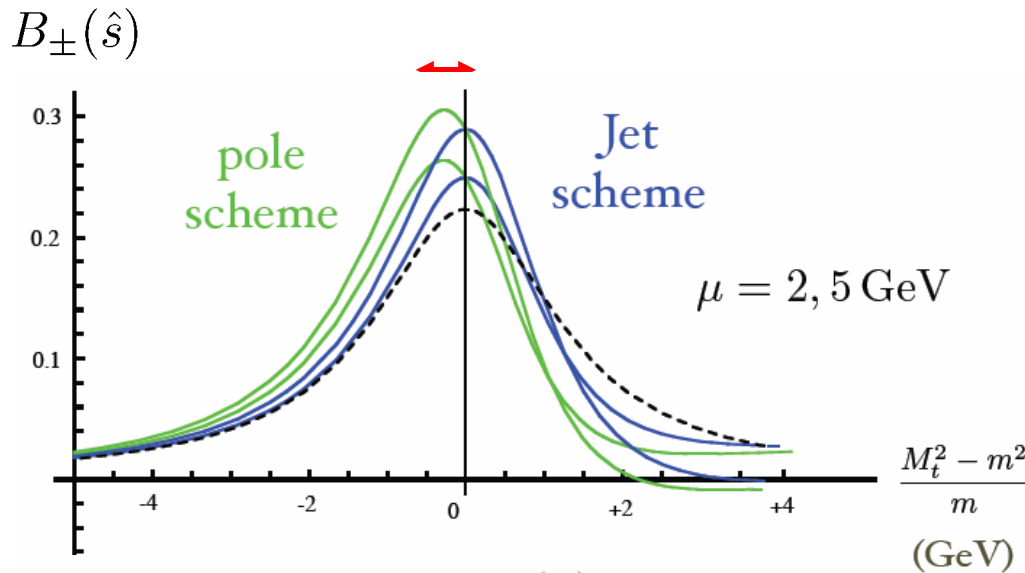 B±(ŝ)
0.3
pole
scheme
Jet
scheme
0.2
μ = 2, 5 GeV
0.1
-4
-2
0
+2
+4
M_t^2 − m^2
m
(GeV)